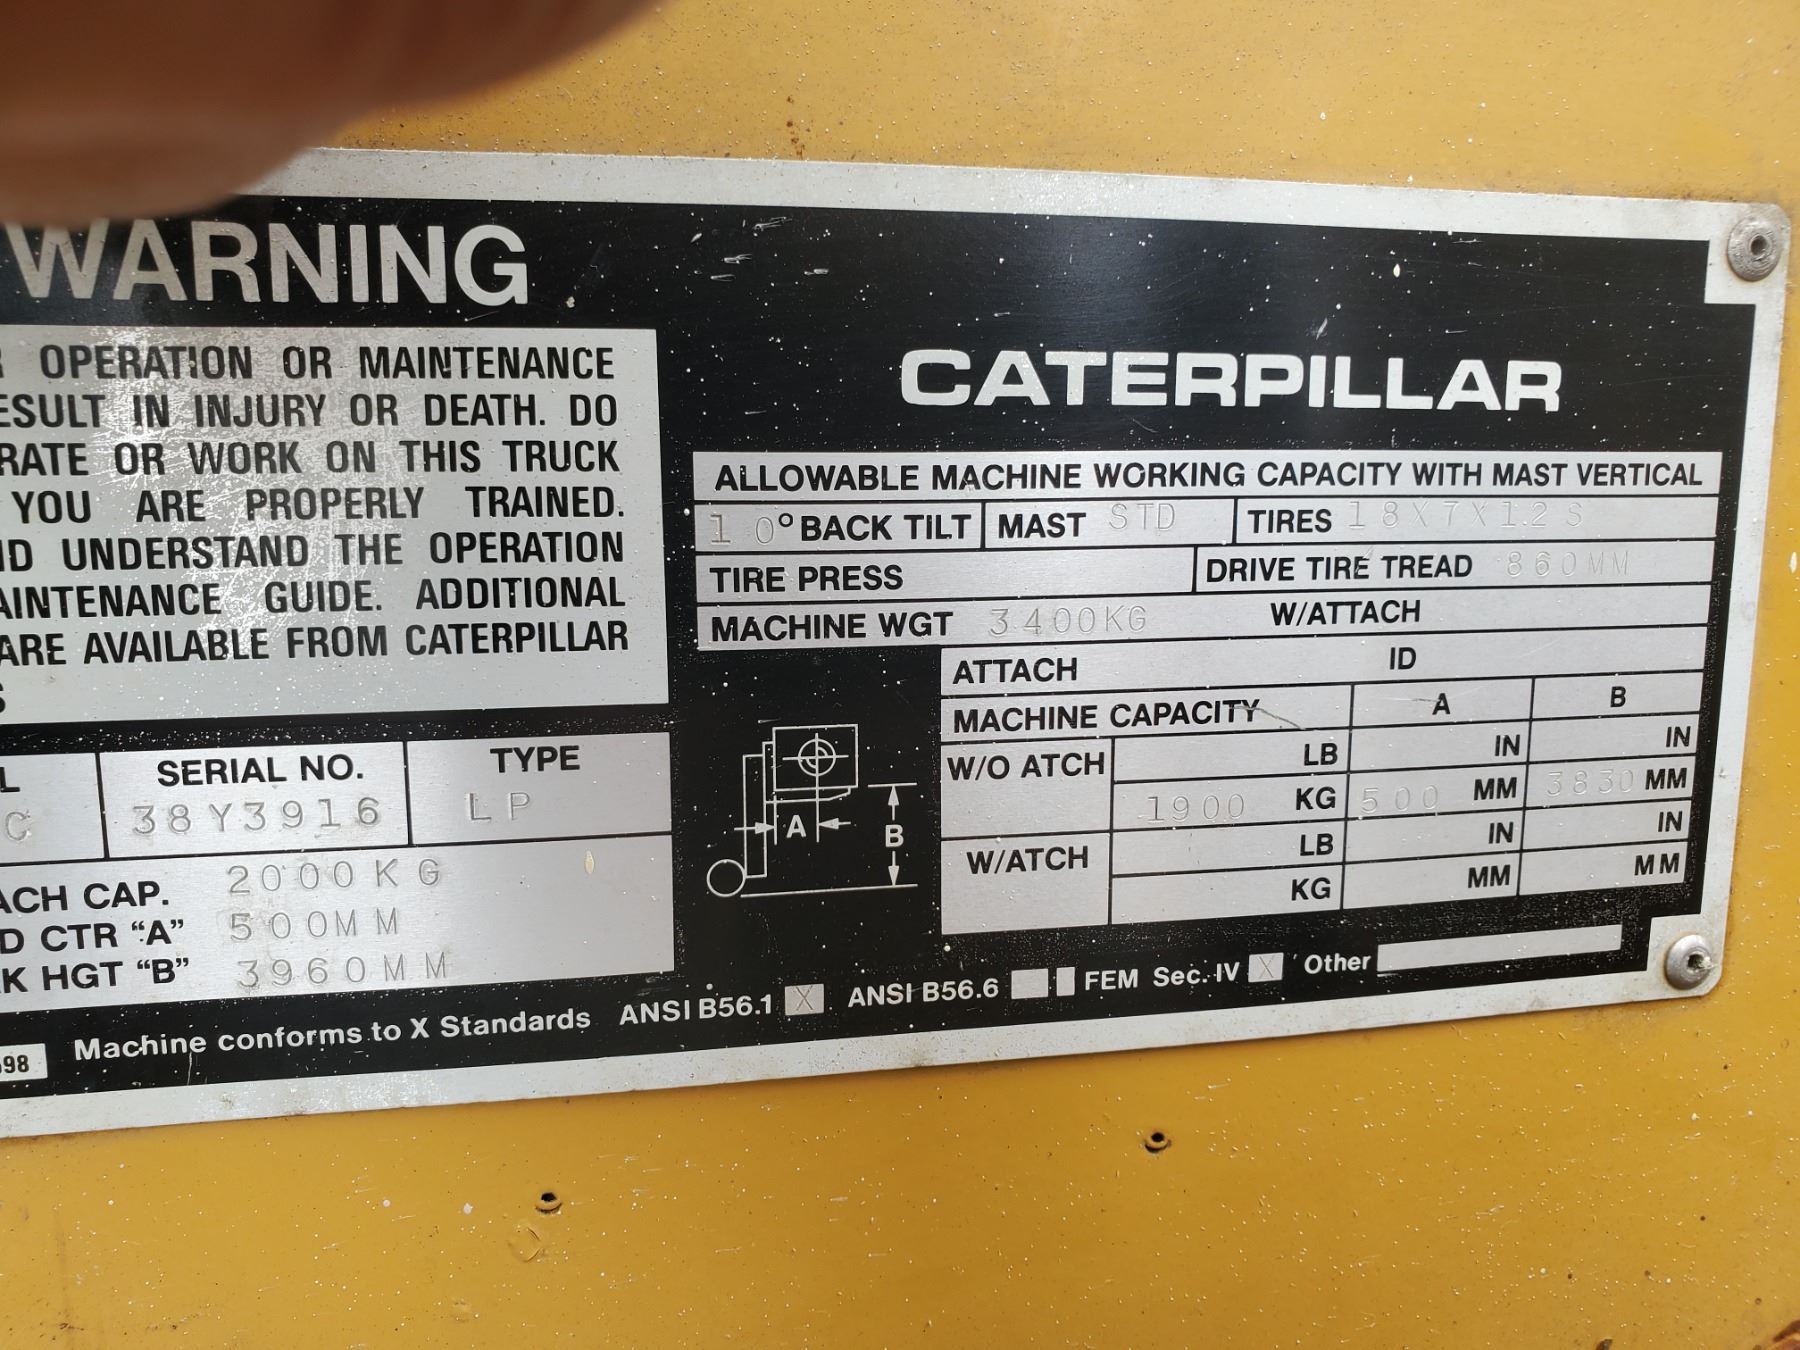 WARNING
OPERATION OR MAINTENANCE
ESULT IN INJURY OR DEATH. DO
RATE OR WORK ON THIS TRUCK
YOU ARE PROPERLY TRAINED.
ND UNDERSTAND THE OPERATION
AINTENANCE GUIDE. ADDITIONAL
ARE AVAILABLE FROM CATERPILLAR
S
L
C
SERIAL NO.
38Y3916
TYPE
LP
ACH CAP. 2000KG
D CTR “A” 500MM
K HGT “B” 3960MM
CATERPILLAR
ALLOWABLE MACHINE WORKING CAPACITY WITH MAST VERTICAL
10° BACK TILT MAST STD TIRES 18X7X12S
TIRE PRESS DRIVE TIRE TREAD 860MM
MACHINE WGT 3400KG W/ATTACH
ATTACH ID
MACHINE CAPACITY A B
W/O ATCH LB IN IN
1900 KG 500 MM 3830 MM
W/ATCH LB IN IN
KG MM MM
A
B
98 Machine conforms to X Standards ANSI B56.1 X ANSI B56.6 FEM Sec. IV X Other